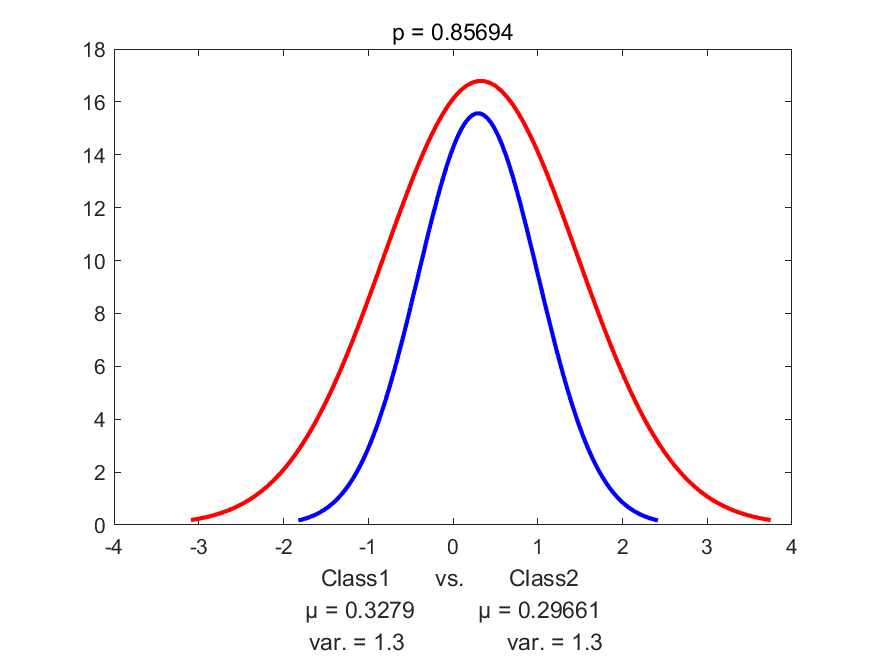 p = 0.85694
18
16
14
12
10
8
6
4
2
0
-4 -3 -2 -1 0 1 2 3 4
Class1 vs. Class2
μ = 0.3279 μ = 0.29661
var. = 1.3 var. = 1.3